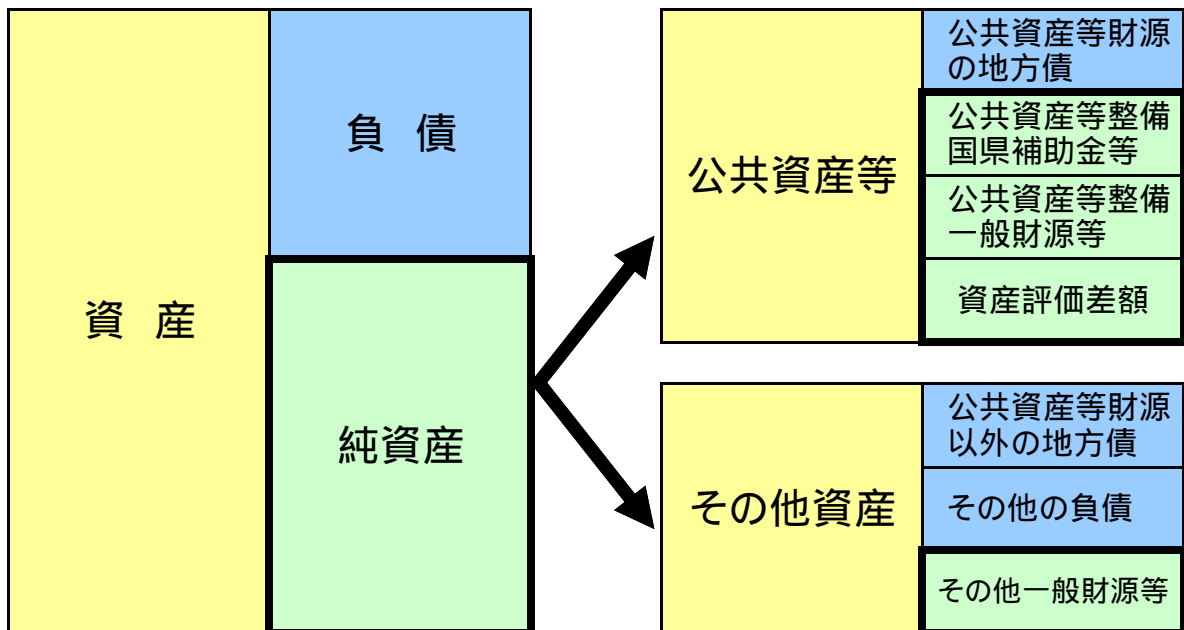 資 産
負 債
純資産
公共資産等
公共資産等財源
の地方債
公共資産等整備
国県補助金等
公共資産等整備
一般財源等
資産評価差額
その他資産
公共資産等財源
以外の地方債
その他の負債
その他一般財源等